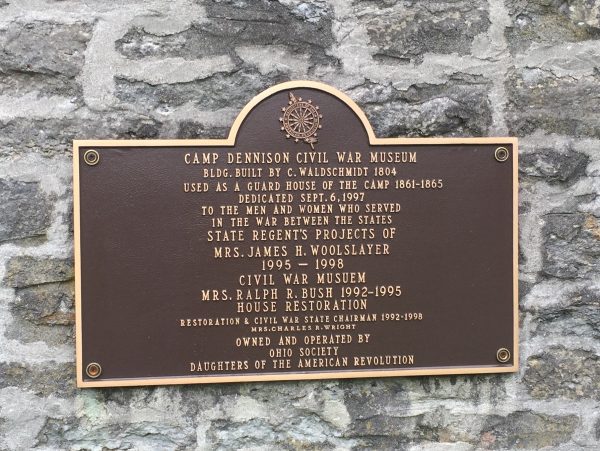 CAMP DENNISON CIVIL WAR MUSEUM
BLDG. BUILT BY C. WALDSCHMIDT 1804
USED AS A GUARD HOUSE OF THE CAMP 1861-1865
DEDICATED SEPT. 6, 1997
TO THE MEN AND WOMEN WHO SERVED
IN THE WAR BETWEEN THE STATES
STATE REGENT'S PROJECTS OF
MRS. JAMES H. WOOLSLAYER
1995 — 1998
CIVIL WAR MUSUEM
MRS. RALPH R. BUSH 1992-1995
HOUSE RESTORATION
RESTORATION & CIVIL WAR STATE CHAIRMAN 1992-1998
MRS. CHARLES R. WRIGHT
OWNED AND OPERATED BY
OHIO SOCIETY
DAUGHTERS OF THE AMERICAN REVOLUTION